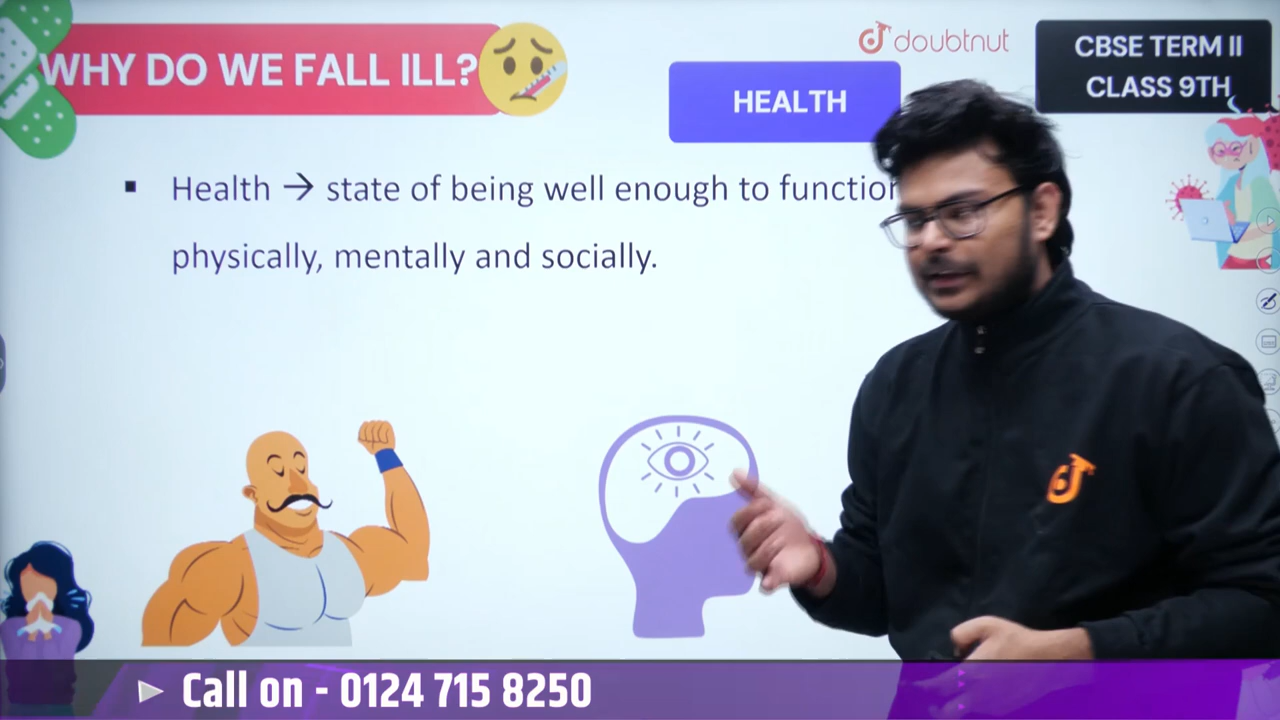 WHY DO WE FALL ILL?
doubtnut
CBSE TERM II
CLASS 9TH
HEALTH
▪ Health → state of being well enough to function
physically, mentally and socially.
Call on - 0124 715 8250